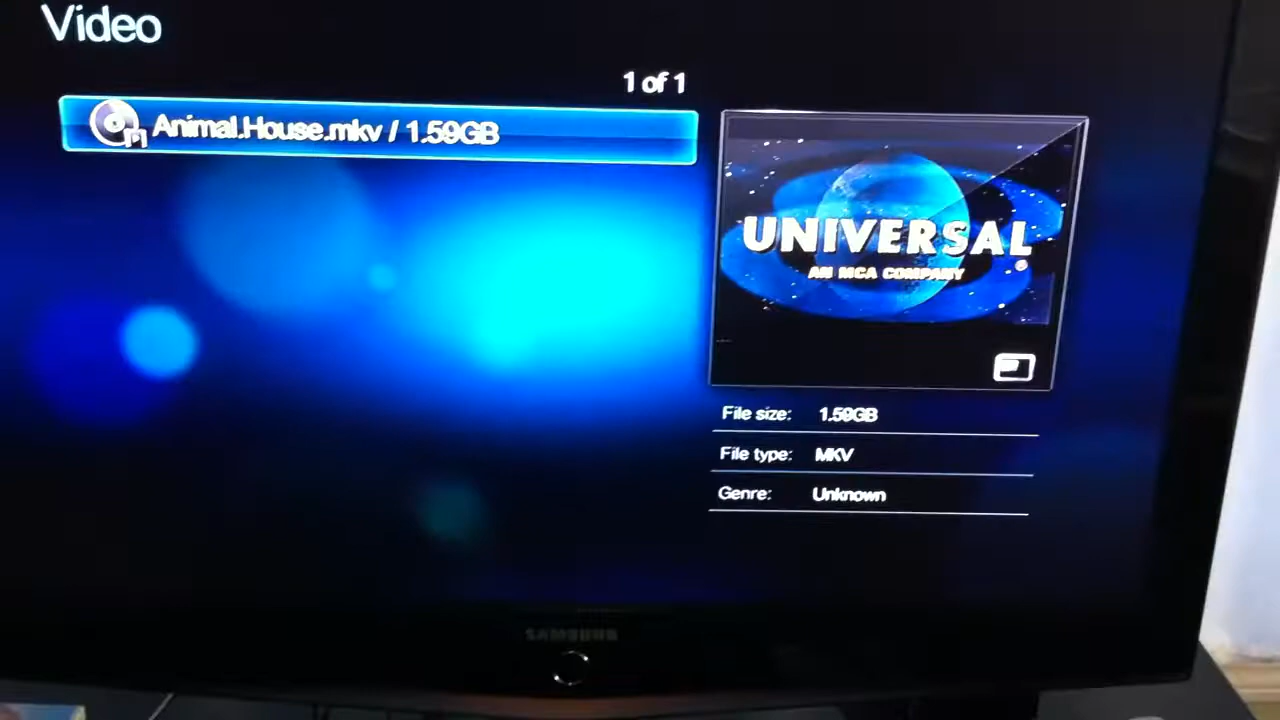 Video
1 of 1
Animal.House.mkv / 1.59GB
UNIVERSAL
®
AN MCA COMPANY
File size: 1.59GB
File type: MKV
Genre: Unknown
SAMSUNG